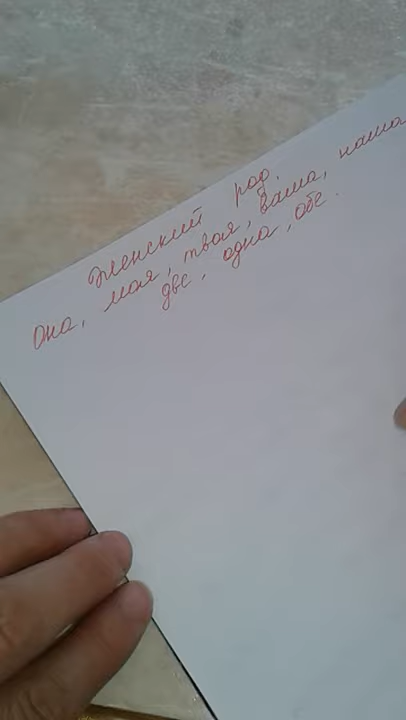 Женский род.
Она, моя, твоя, ваша, наша
две, одна, обе.